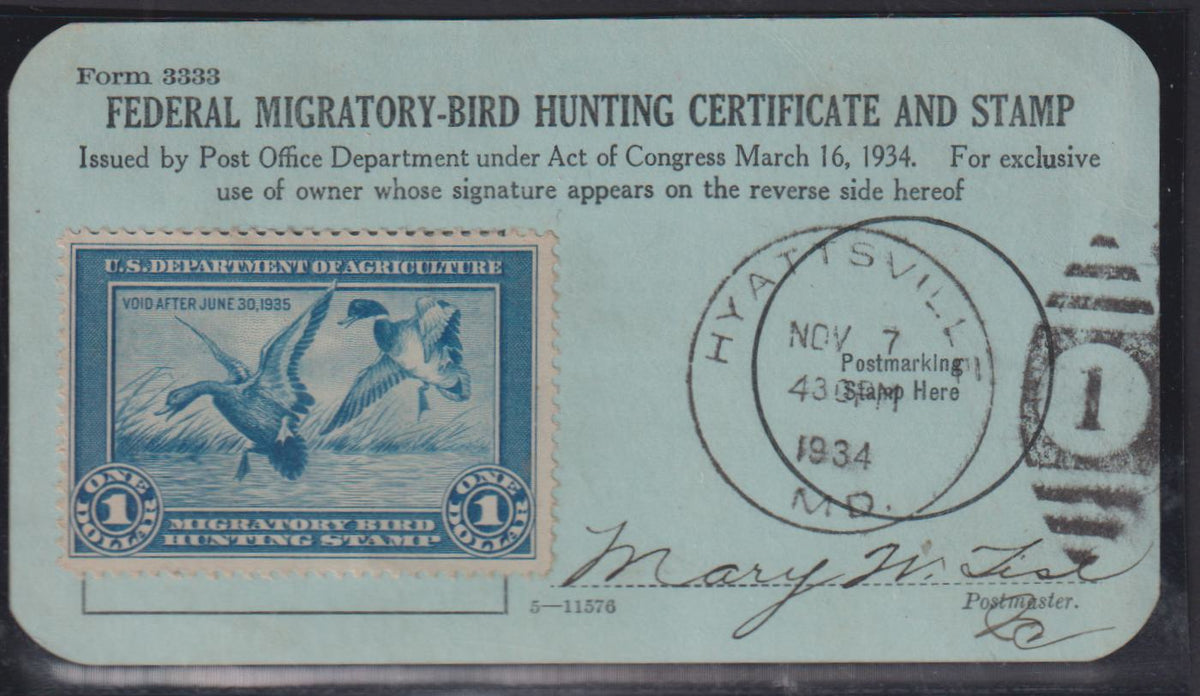 Form 3333
FEDERAL MIGRATORY-BIRD HUNTING CERTIFICATE AND STAMP
Issued by Post Office Department under Act of Congress March 16, 1934. For exclusive
use of owner whose signature appears on the reverse side hereof
U.S. DEPARTMENT OF AGRICULTURE
VOID AFTER JUNE 30, 1935
ONE
1
DOLLAR
MIGRATORY BIRD
HUNTING STAMP
ONE
1
DOLLAR
HYATTSVILLE
NOV 7
430PM
1934
MD.
Postmarking
Stamp Here
1
Mary W.
5—11576
Postmaster.